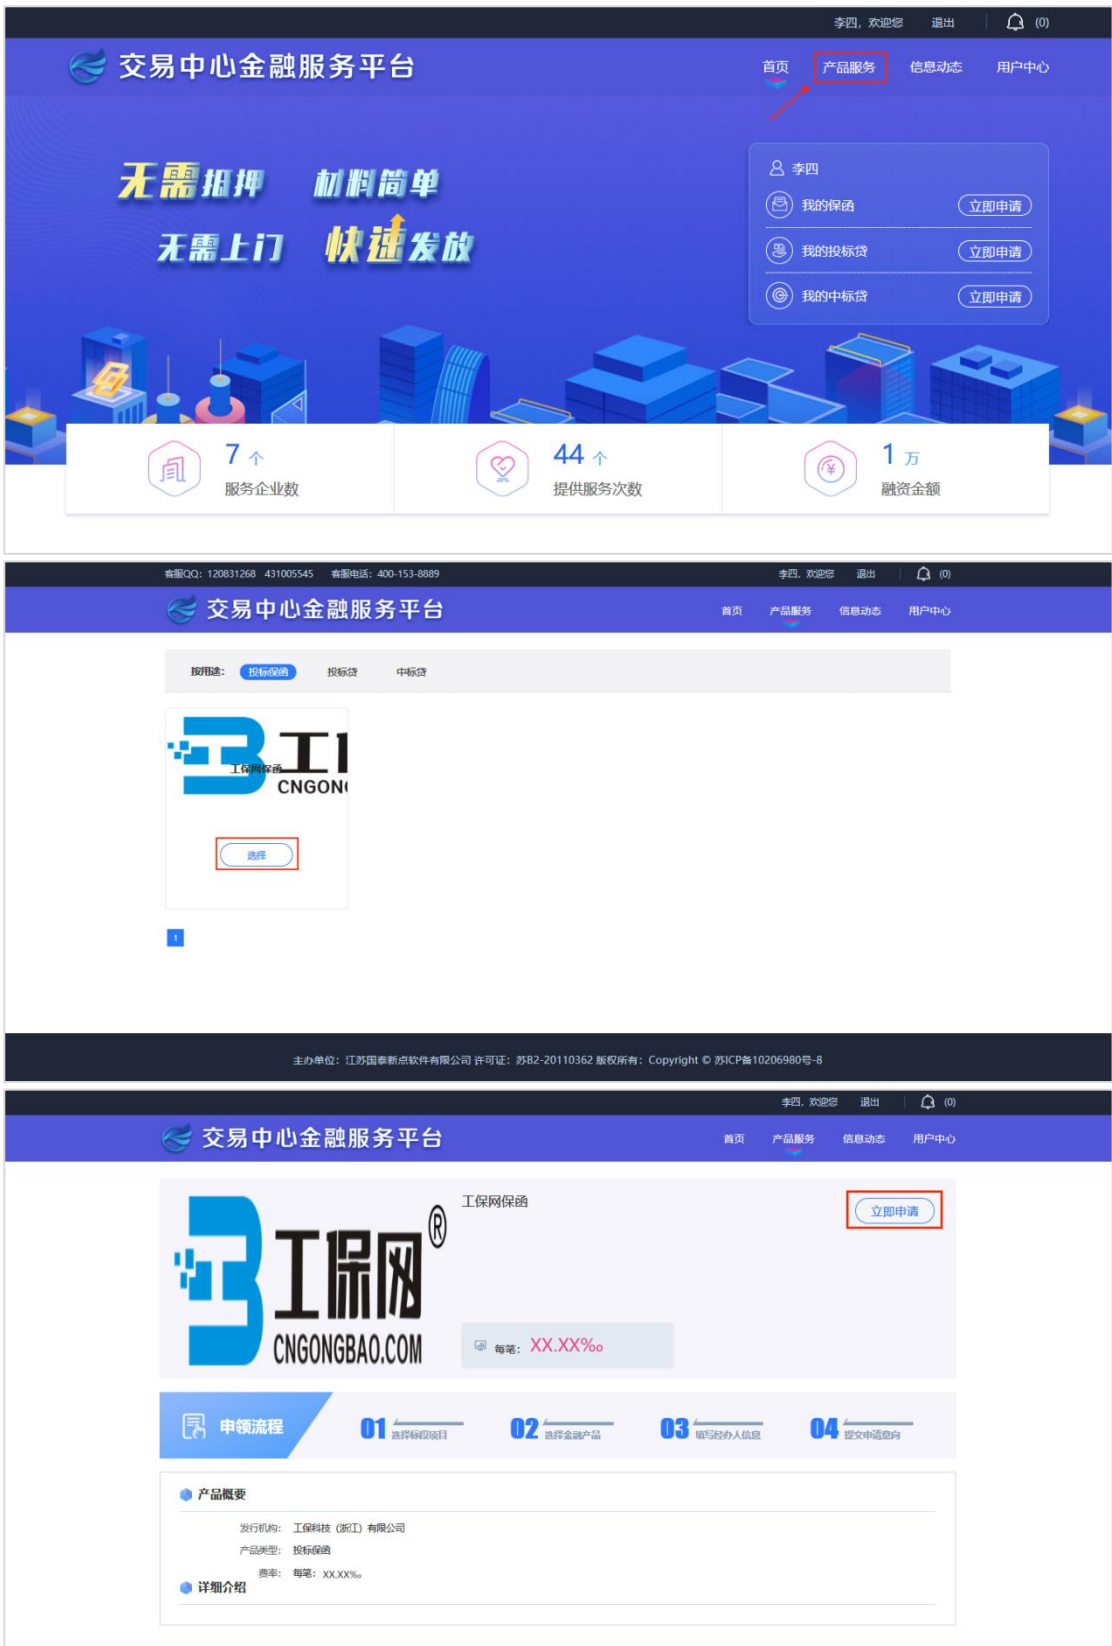 李四，欢迎您 退出 (0)
交易中心金融服务平台 首页 产品服务 信息动态 用户中心
无需抵押 材料简单
无需上门 快速发放
李四
我的保函 立即申请
我的投标贷 立即申请
我的中标贷 立即申请
7 个 44 个 1 万
服务企业数 提供服务次数 融资金额
客服QQ：120831268 431005545 客服电话：400-153-8889 李四，欢迎您 退出 (0)
交易中心金融服务平台 首页 产品服务 信息动态 用户中心
按用途： 投标保函 投标贷 中标贷
工保网保函
CNGON
选择
1
主办单位：江苏国泰新点软件有限公司 许可证：苏B2-20110362 版权所有：Copyright © 苏ICP备10206980号-8
李四，欢迎您 退出 (0)
交易中心金融服务平台 首页 产品服务 信息动态 用户中心
工保网保函 立即申请
工保网®
CNGONGBAO.COM
每笔：XX.XX‰
申领流程 01 选择标段项目 02 选择金融产品 03 填写经办人信息 04 提交申请意向
产品概要
发行机构： 工保科技（浙江）有限公司
产品类型： 投标保函
费率： 每笔：XX.XX‰
详细介绍